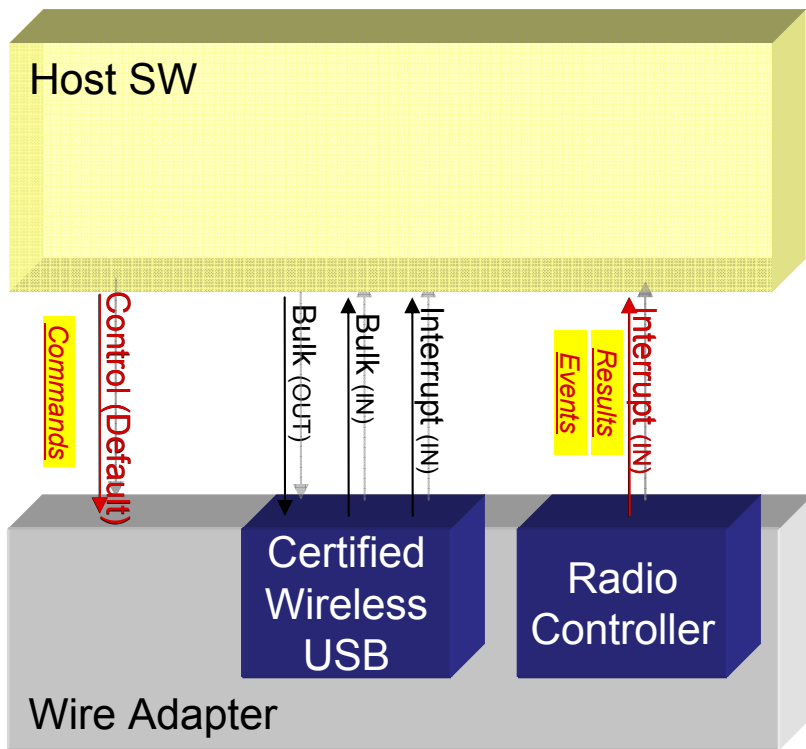 Host SW
Commands
Control (Default)
Bulk (OUT)
Bulk (IN)
Interrupt (IN)
Results
Events
Interrupt (IN)
Certified
Wireless
USB
Radio
Controller
Wire Adapter